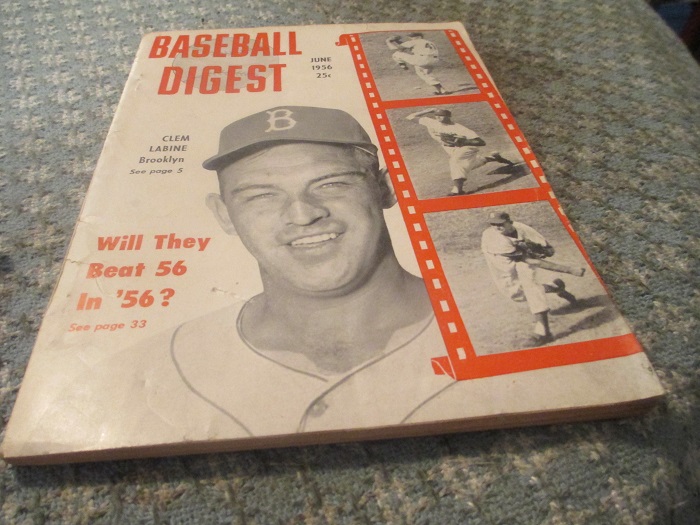 BASEBALL
DIGEST
JUNE
1956
25¢
B
CLEM
LABINE
Brooklyn
See page 5
Will They
Beat 56
In '56?
See page 33